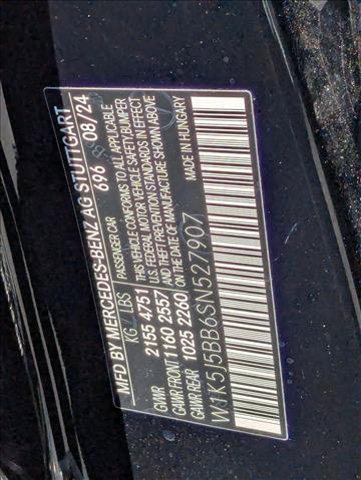 MFD BY MERCEDES-BENZ AG STUTTGART
696 08/24
KG / LBS PASSENGER CAR
GVWR 2155 4751
GAWR FRONT 1160 2557
GAWR REAR 1025 2260
THIS VEHICLE CONFORMS TO ALL APPLICABLE
U.S. FEDERAL MOTOR VEHICLE SAFETY, BUMPER
AND THEFT PREVENTION STANDARDS IN EFFECT
ON THE DATE OF MANUFACTURE SHOWN ABOVE
MADE IN HUNGARY
W1K5J5BB6SN527907